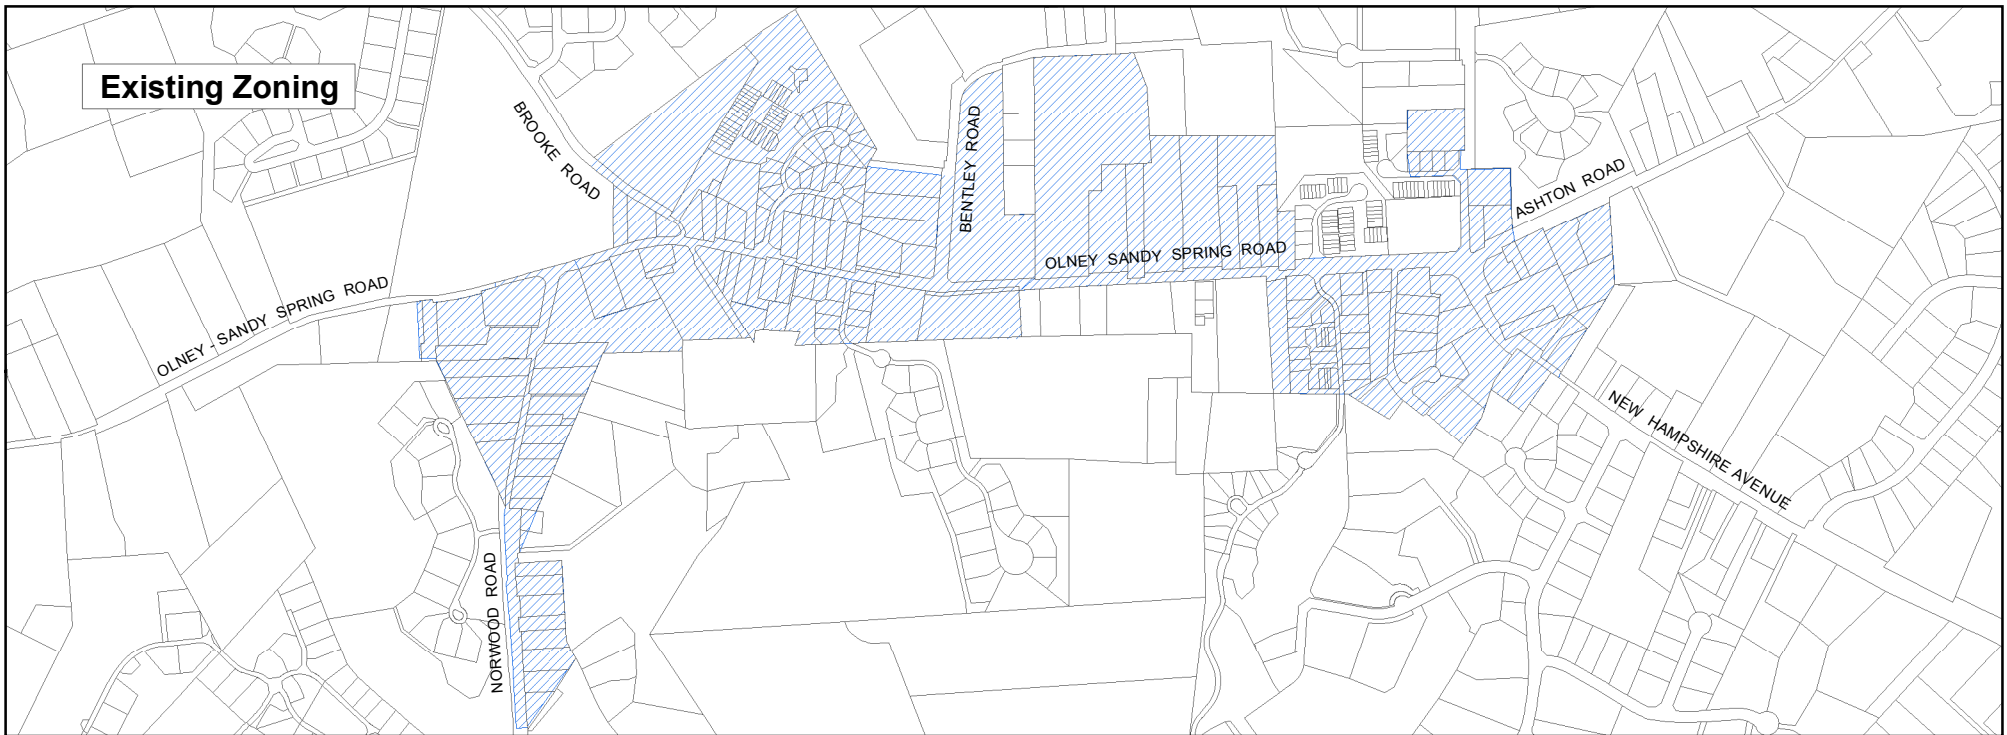 Existing Zoning
BROOKE ROAD
BENTLEY ROAD
ASHTON ROAD
OLNEY SANDY SPRING ROAD
OLNEY - SANDY SPRING ROAD
NEW HAMPSHIRE AVENUE
NORWOOD ROAD